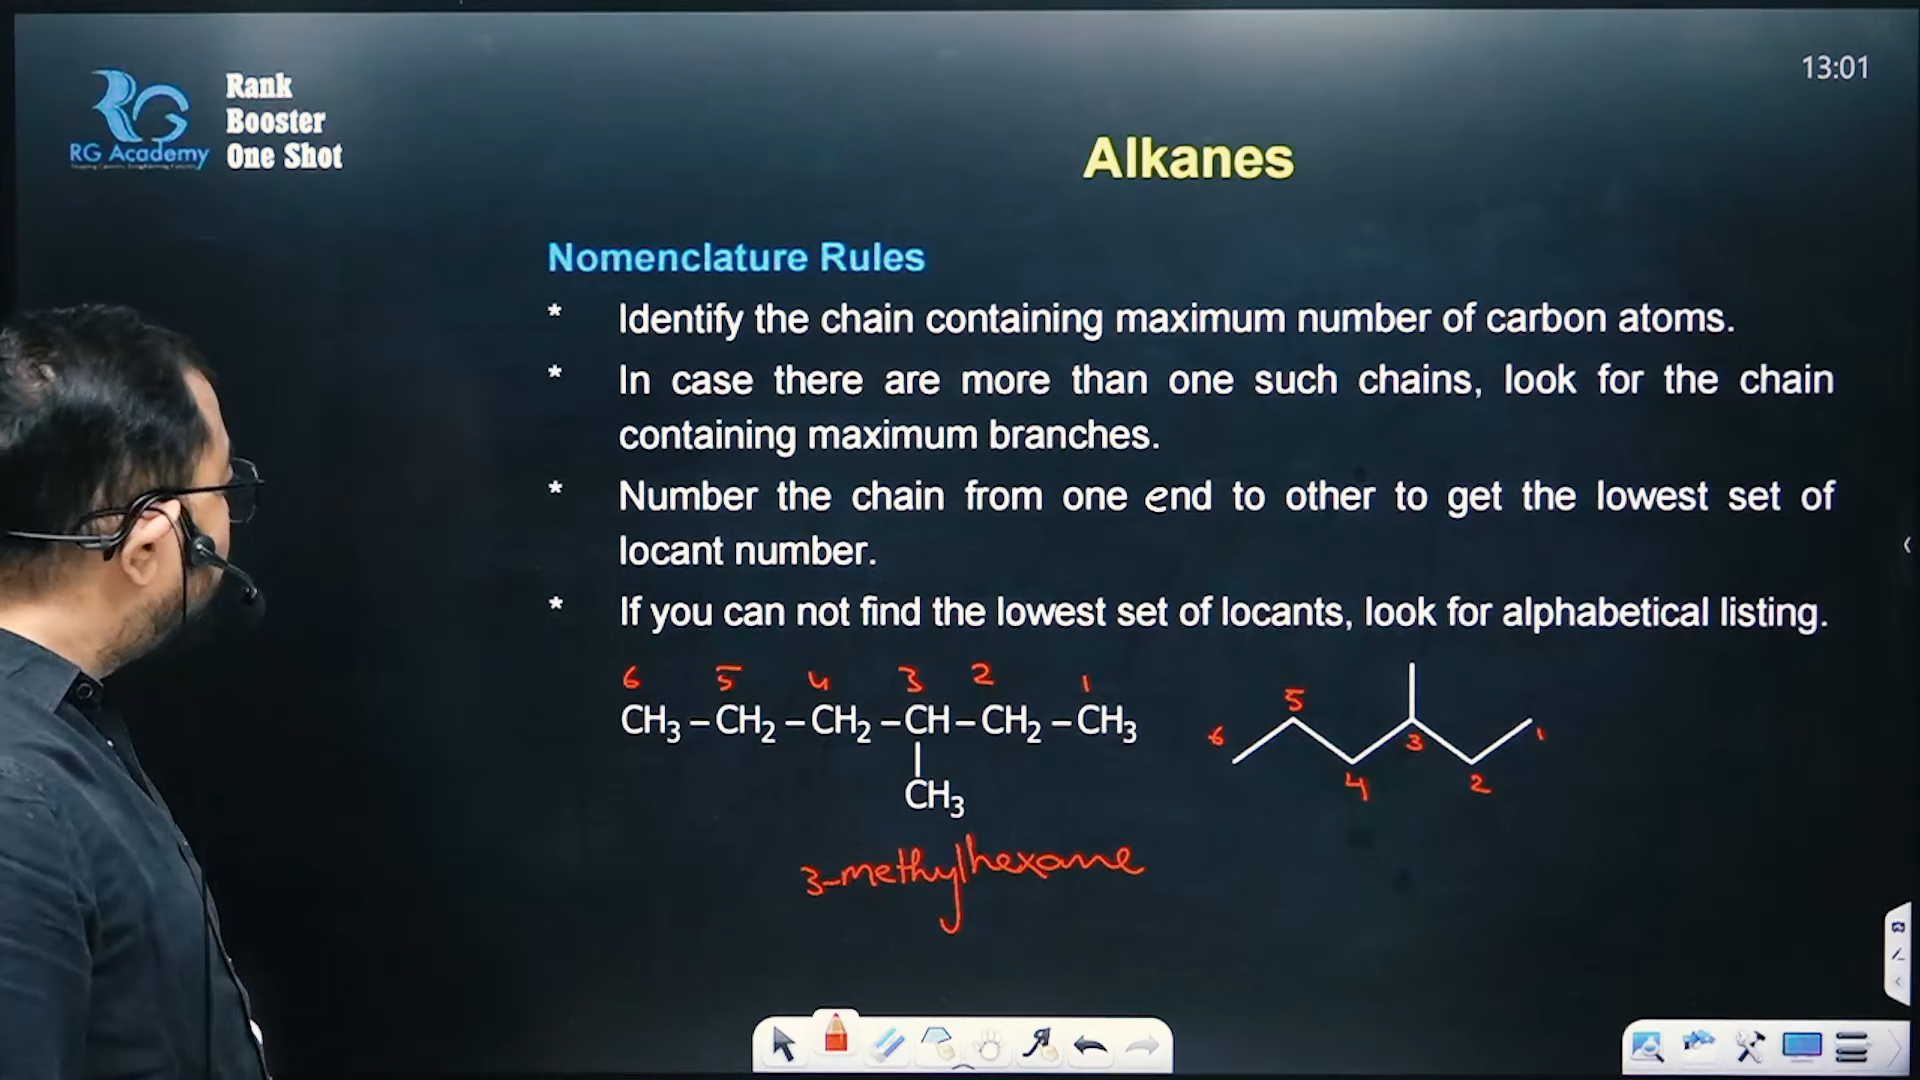 RG Academy
Rank
Booster
One Shot
13:01
Alkanes
Nomenclature Rules
* Identify the chain containing maximum number of carbon atoms.
* In case there are more than one such chains, look for the chain
containing maximum branches.
* Number the chain from one end to other to get the lowest set of
locant number.
* If you can not find the lowest set of locants, look for alphabetical listing.
6 5 4 3 2 1
CH₃ – CH₂ – CH₂ – CH – CH₂ – CH₃
|
CH₃
6 5 4 3 2 1
3-methylhexane